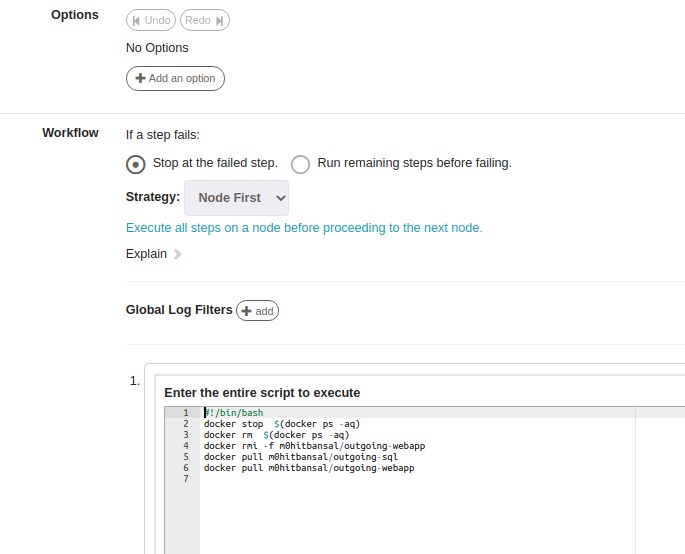 Options
Undo
Redo
No Options
Add an option
Workflow
If a step fails:
Stop at the failed step.
Run remaining steps before failing.
Strategy:
Node First
Execute all steps on a node before proceeding to the next node.
Explain
Global Log Filters
add
1.
Enter the entire script to execute
1 #!/bin/bash
2 docker stop  $(docker ps -aq)
3 docker rm  $(docker ps -aq)
4 docker rmi -f m0hitbansal/outgoing-webapp
5 docker pull m0hitbansal/outgoing-sql
6 docker pull m0hitbansal/outgoing-webapp
7